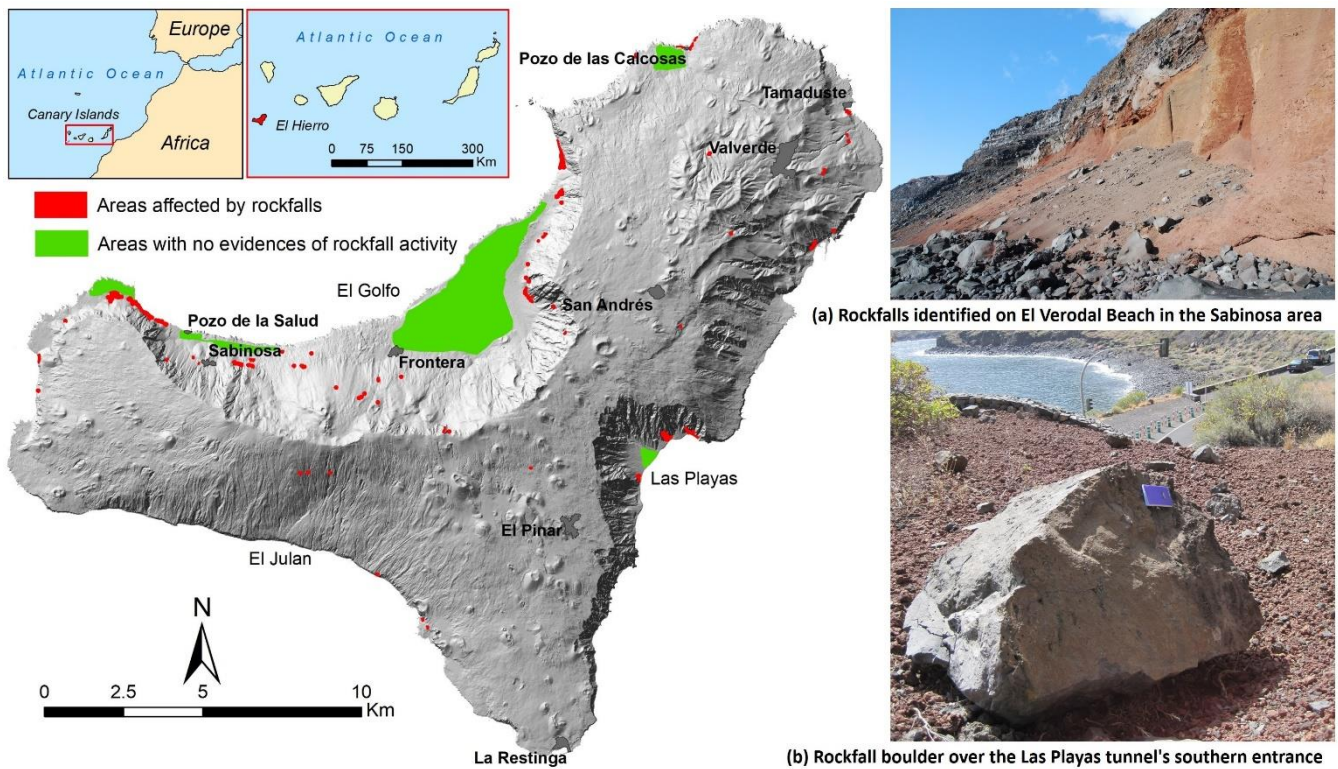 Europe
Atlantic Ocean
Canary Islands
Africa
Atlantic Ocean
El Hierro
0 75 150 300
Km
Areas affected by rockfalls
Areas with no evidences of rockfall activity
Pozo de las Calcosas
Tamaduste
Valverde
El Golfo
San Andrés
Pozo de la Salud
Sabinosa
Frontera
Las Playas
El Pinar
El Julan
N
0 2.5 5 10
Km
La Restinga
(a) Rockfalls identified on El Verodal Beach in the Sabinosa area
(b) Rockfall boulder over the Las Playas tunnel's southern entrance